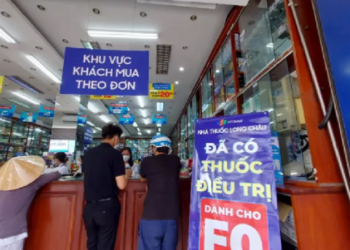 KHU VỰC
KHÁCH MUA
THEO ĐƠN
NHÀ THUỐC LONG CHÂU
ĐÃ CÓ
THUỐC
ĐIỀU TRỊ
DÀNH CHO
F0